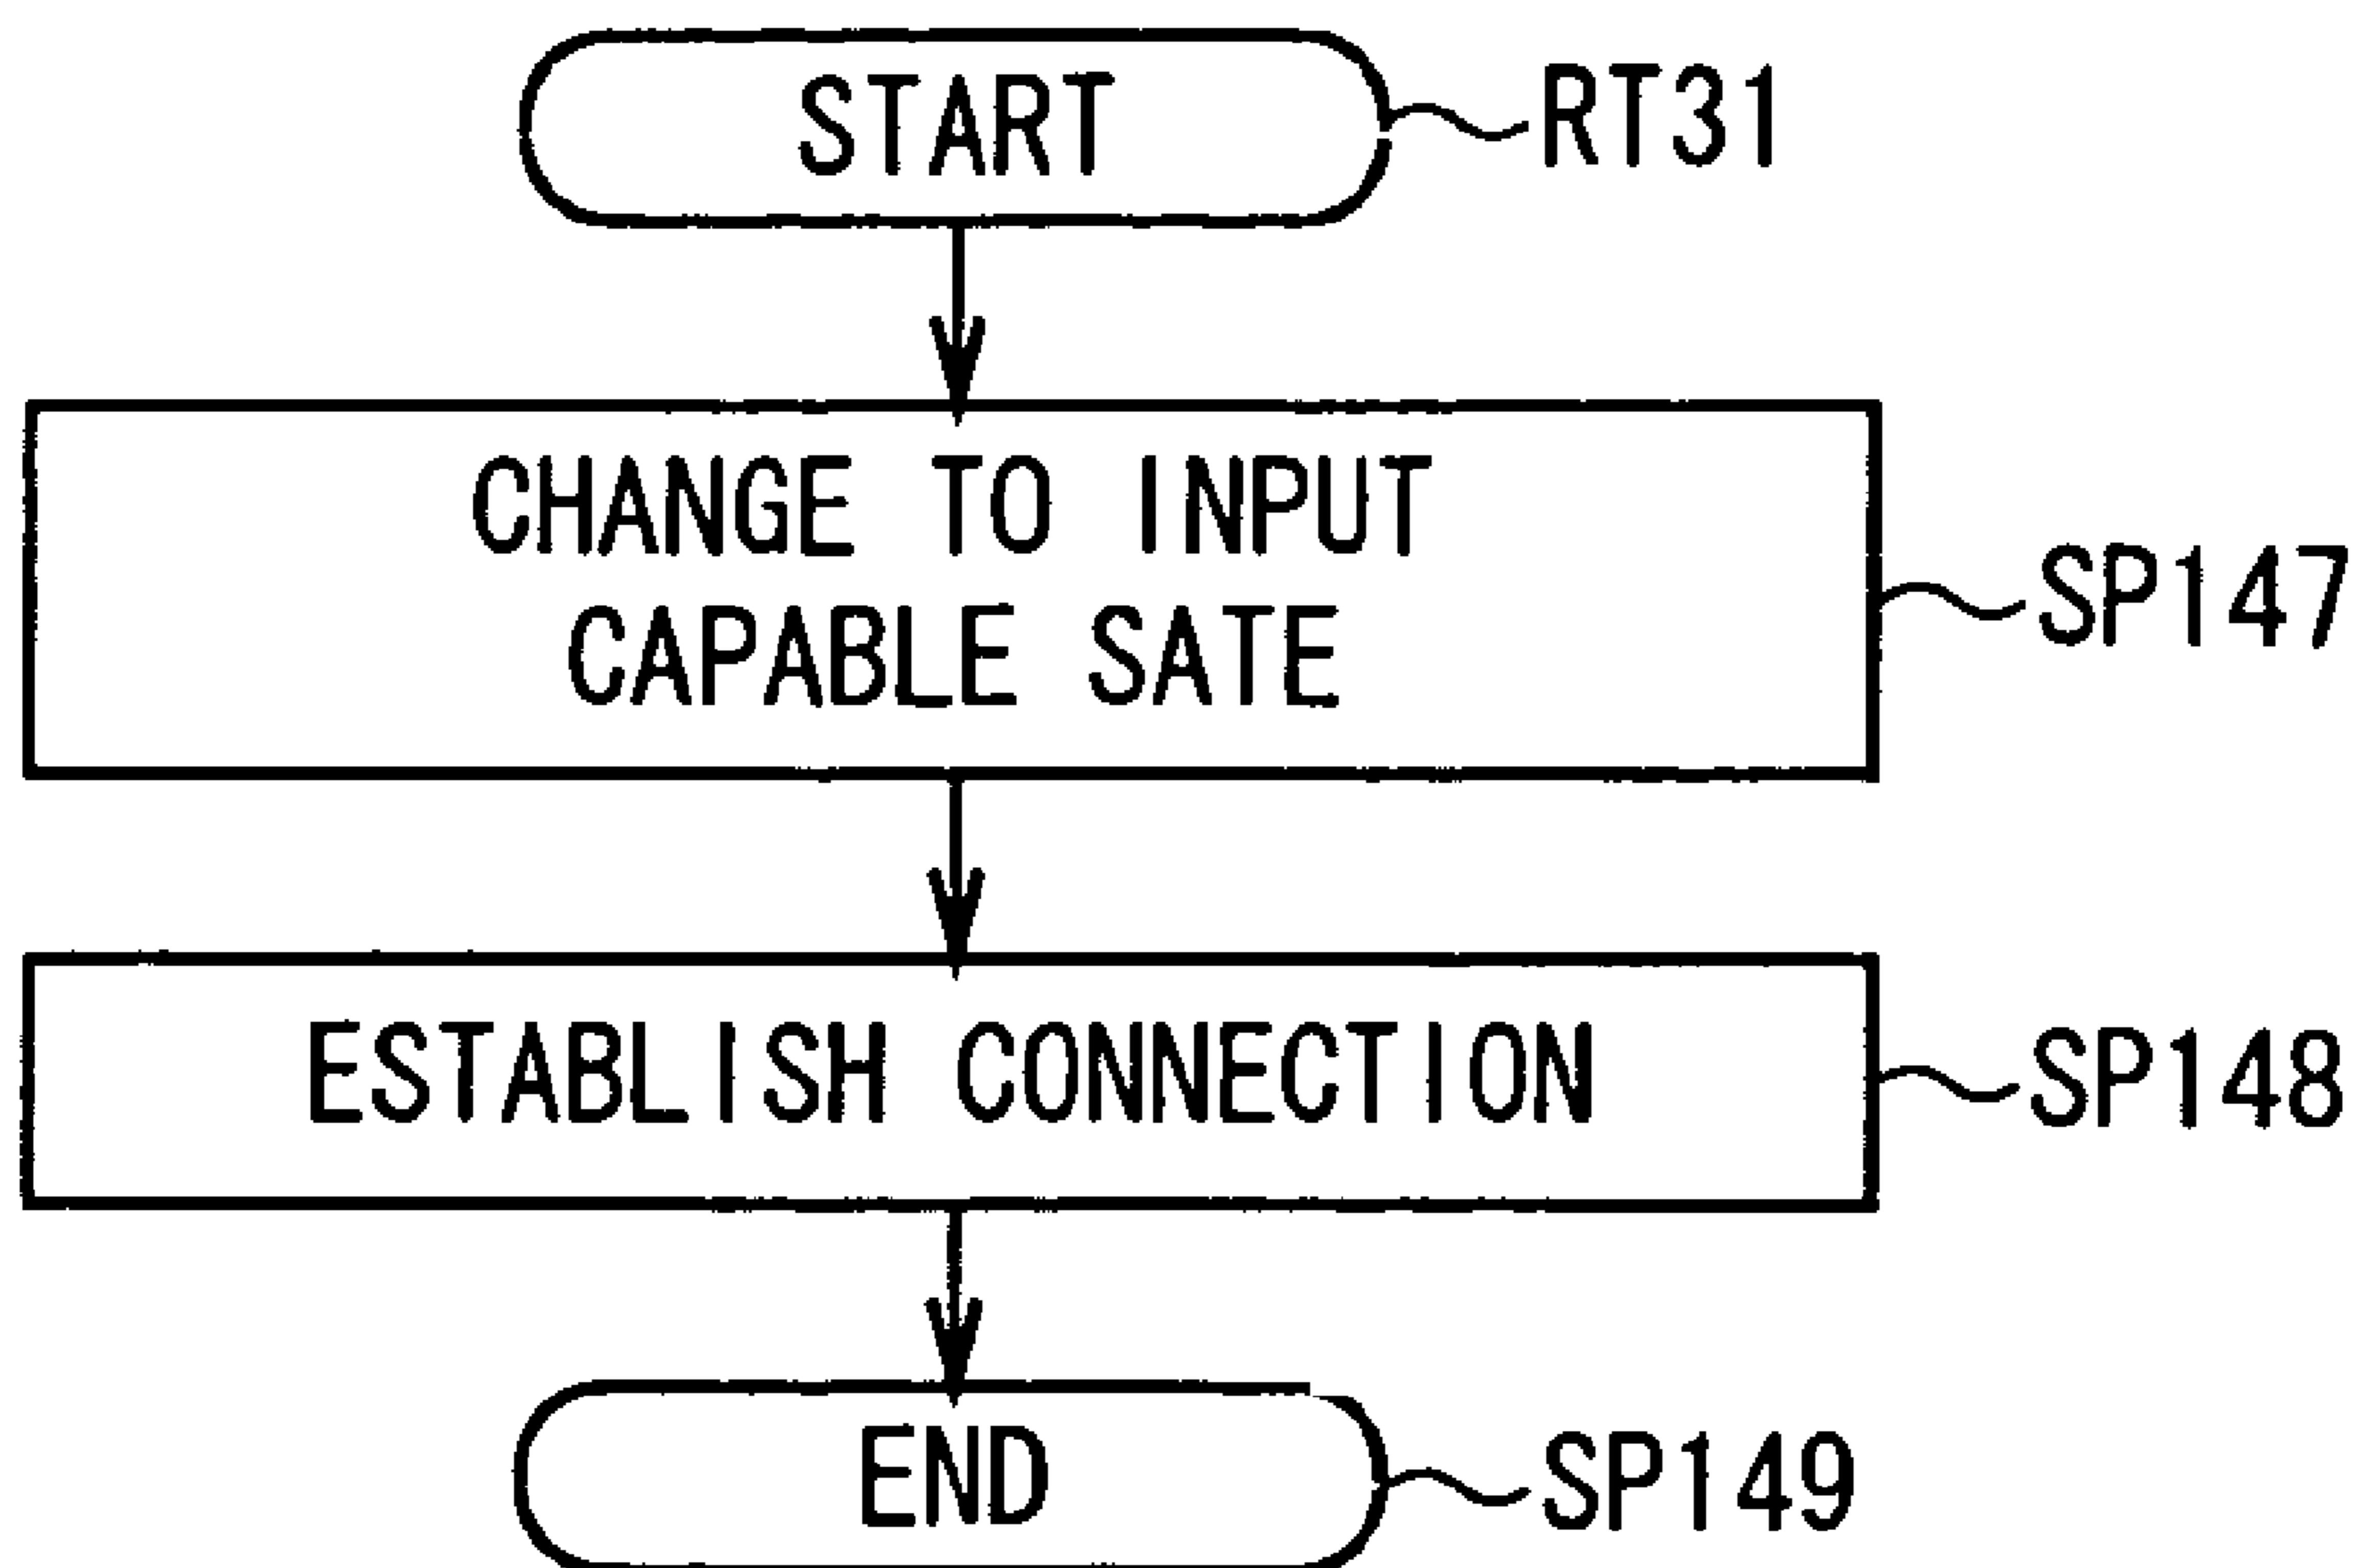 START
RT31
CHANGE TO INPUT
CAPABLE SATE
SP147
ESTABLISH CONNECTION
SP148
END
SP149